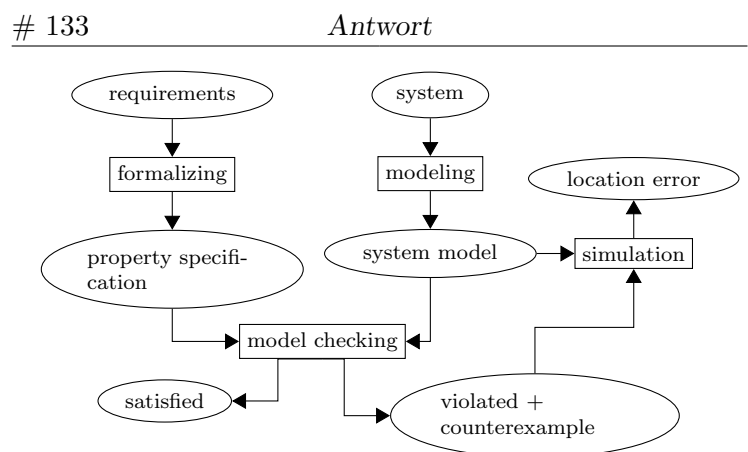 # 133 Antwort
requirements
system
formalizing
modeling
location error
property specifi-
cation
system model
simulation
model checking
satisfied
violated +
counterexample